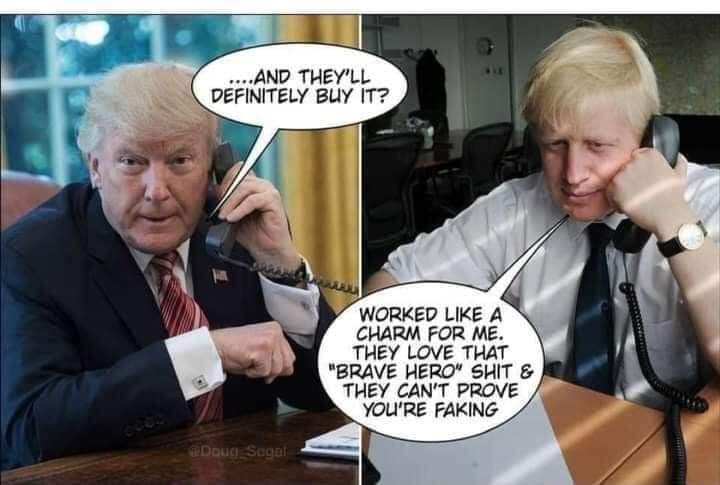 ....AND THEY'LL
DEFINITELY BUY IT?
WORKED LIKE A
CHARM FOR ME.
THEY LOVE THAT
"BRAVE HERO" SHIT &
THEY CAN'T PROVE
YOU'RE FAKING
@Doug_Segal